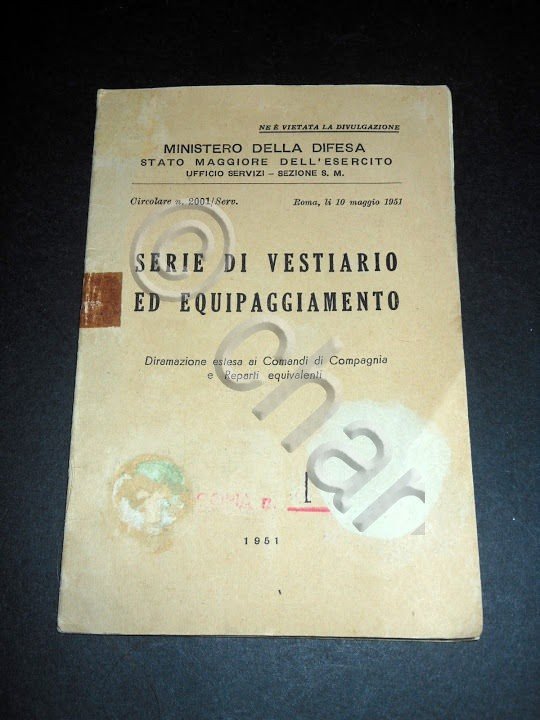 NE È VIETATA LA DIVULGAZIONE
MINISTERO DELLA DIFESA
STATO MAGGIORE DELL'ESERCITO
UFFICIO SERVIZI - SEZIONE S. M.
Circolare n. 2001/Serv. Roma, li 10 maggio 1951
SERIE DI VESTIARIO
ED EQUIPAGGIAMENTO
Diramazione estesa ai Comandi di Compagnia
e Reparti equivalenti
n.
1951
© char